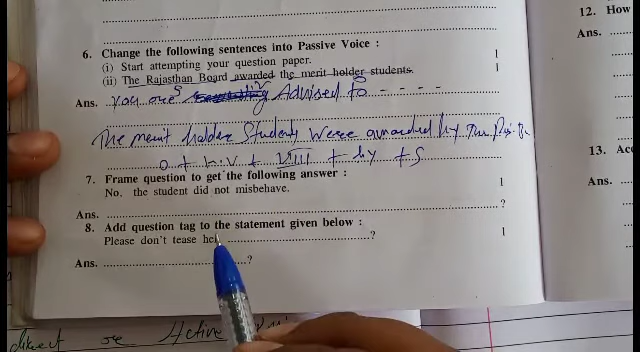 12. How
Ans.
6. Change the following sentences into Passive Voice :
(i) Start attempting your question paper. 1
(ii) The Rajasthan Board awarded the merit holder students. 1
Ans. You are Advised to - - - -
The merit holder Students were awarded by The
O + h.v + VIII + by + S
7. Frame question to get the following answer :
No. the student did not misbehave. 1
Ans. ?
13. Ac
Ans.
8. Add question tag to the statement given below :
Please don't tease he ? 1
Ans. ?
Active